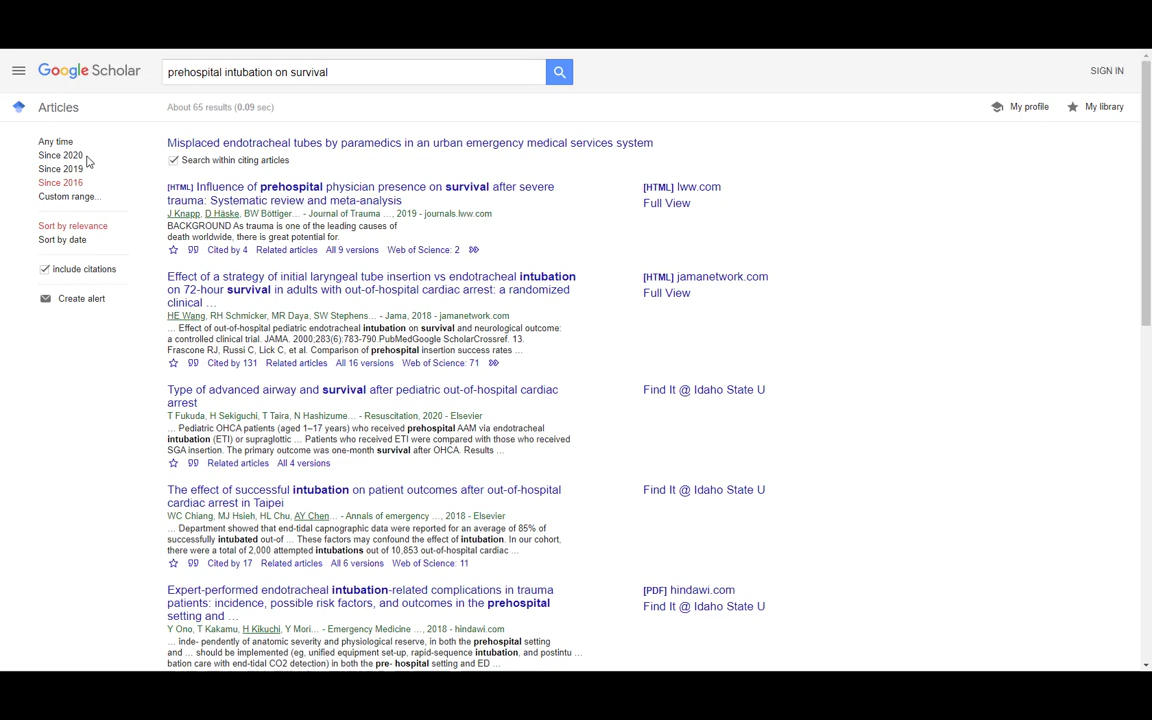 Google Scholar
prehospital intubation on survival
SIGN IN
Articles
About 65 results (0.09 sec)
My profile
My library
Any time
Since 2020
Since 2019
Since 2016
Custom range...
Sort by relevance
Sort by date
include citations
Create alert
Misplaced endotracheal tubes by paramedics in an urban emergency medical services system
Search within citing articles
[HTML] Influence of prehospital physician presence on survival after severe
trauma: Systematic review and meta-analysis
J Knapp, D Häske, BW Böttiger... - Journal of Trauma ..., 2019 - journals.lww.com
BACKGROUND As trauma is one of the leading causes of
death worldwide, there is great potential for.
Cited by 4 Related articles All 9 versions Web of Science: 2
[HTML] lww.com
Full View
Effect of a strategy of initial laryngeal tube insertion vs endotracheal intubation
on 72-hour survival in adults with out-of-hospital cardiac arrest: a randomized
clinical ...
HE Wang, RH Schmicker, MR Daya, SW Stephens... - Jama, 2018 - jamanetwork.com
... Effect of out-of-hospital pediatric endotracheal intubation on survival and neurological outcome:
a controlled clinical trial. JAMA. 2000;283(6):783-790.PubMedGoogle ScholarCrossref. 13.
Frascone RJ, Russi C, Lick C, et al. Comparison of prehospital insertion success rates ...
Cited by 131 Related articles All 16 versions Web of Science: 71
[HTML] jamanetwork.com
Full View
Type of advanced airway and survival after pediatric out-of-hospital cardiac
arrest
T Fukuda, H Sekiguchi, T Taira, N Hashizume... - Resuscitation, 2020 - Elsevier
... Pediatric OHCA patients (aged 1–17 years) who received prehospital AAM via endotracheal
intubation (ETI) or supraglottic ... Patients who received ETI were compared with those who received
SGA insertion. The primary outcome was one-month survival after OHCA. Results ...
Related articles All 4 versions
Find It @ Idaho State U
The effect of successful intubation on patient outcomes after out-of-hospital
cardiac arrest in Taipei
WC Chiang, MJ Hsieh, HL Chu, AY Chen... - Annals of emergency ..., 2018 - Elsevier
... Department showed that end-tidal capnographic data were reported for an average of 85% of
successfully intubated out-of ... These factors may confound the effect of intubation. In our cohort,
there were a total of 2,000 attempted intubations out of 10,853 out-of-hospital cardiac ...
Cited by 17 Related articles All 6 versions Web of Science: 11
Find It @ Idaho State U
Expert-performed endotracheal intubation-related complications in trauma
patients: incidence, possible risk factors, and outcomes in the prehospital
setting and ...
Y Ono, T Kakamu, H Kikuchi, Y Mori... - Emergency Medicine ..., 2018 - hindawi.com
... inde- pendently of anatomic severity and physiological reserve, in both the prehospital setting
and ... should be implemented (eg, unified equipment set-up, rapid-sequence intubation, and postintu ...
bation care with end-tidal CO2 detection) in both the pre- hospital setting and ED ...
[PDF] hindawi.com
Find It @ Idaho State U